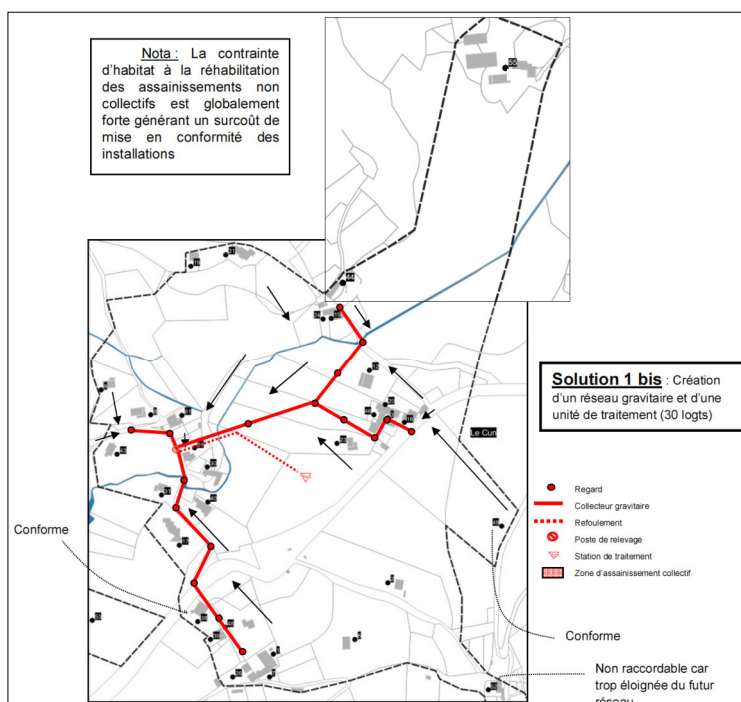 Nota : La contrainte
d'habitat à la réhabilitation
des assainissements non
collectifs est globalement
forte générant un surcoût de
mise en conformité des
installations
Solution 1 bis : Création
d'un réseau gravitaire et d'une
unité de traitement (30 logts)
Le Cun
Regard
Collecteur gravitaire
Refoulement
Poste de relevage
Station de traitement
Zone d'assainissement collectif
Conforme
Conforme
Non raccordable car
trop éloignée du futur
réseau